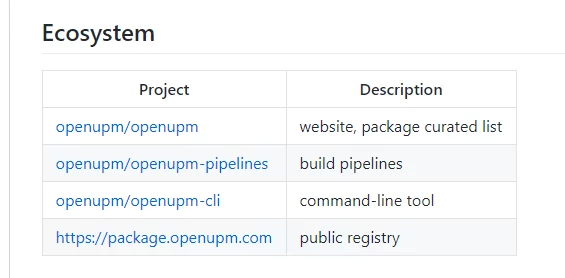 Ecosystem
Project Description
openupm/openupm website, package curated list
openupm/openupm-pipelines build pipelines
openupm/openupm-cli command-line tool
https://package.openupm.com public registry